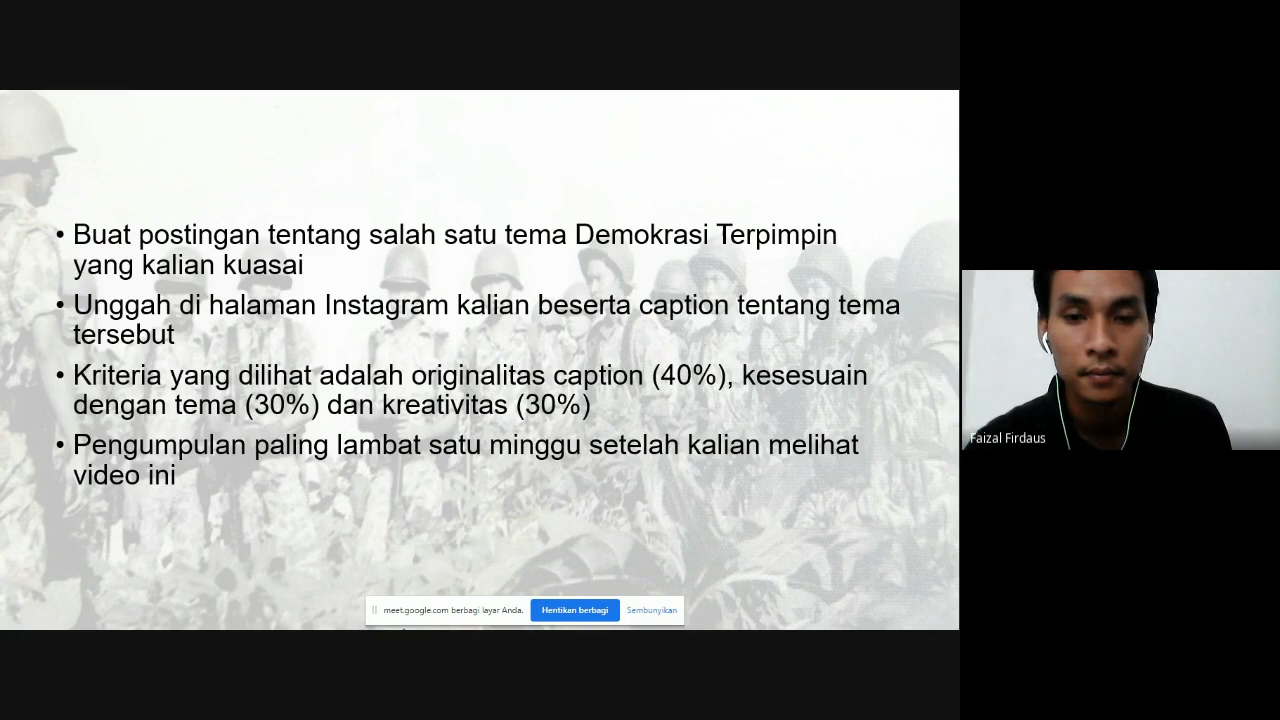 • Buat postingan tentang salah satu tema Demokrasi Terpimpin
yang kalian kuasai
• Unggah di halaman Instagram kalian beserta caption tentang tema
tersebut
• Kriteria yang dilihat adalah originalitas caption (40%), kesesuain
dengan tema (30%) dan kreativitas (30%)
• Pengumpulan paling lambat satu minggu setelah kalian melihat
video ini
Faizal Firdaus
meet.google.com berbagi layar Anda. Hentikan berbagi Sembunyikan